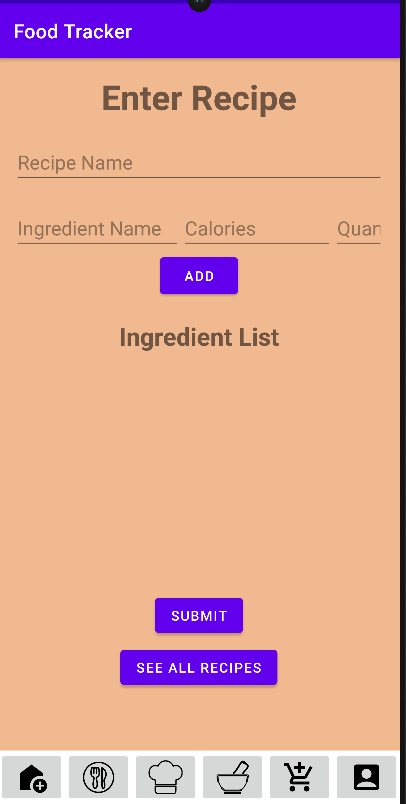 Food Tracker
Enter Recipe
Recipe Name
Ingredient Name Calories Quan
ADD
Ingredient List
SUBMIT
SEE ALL RECIPES